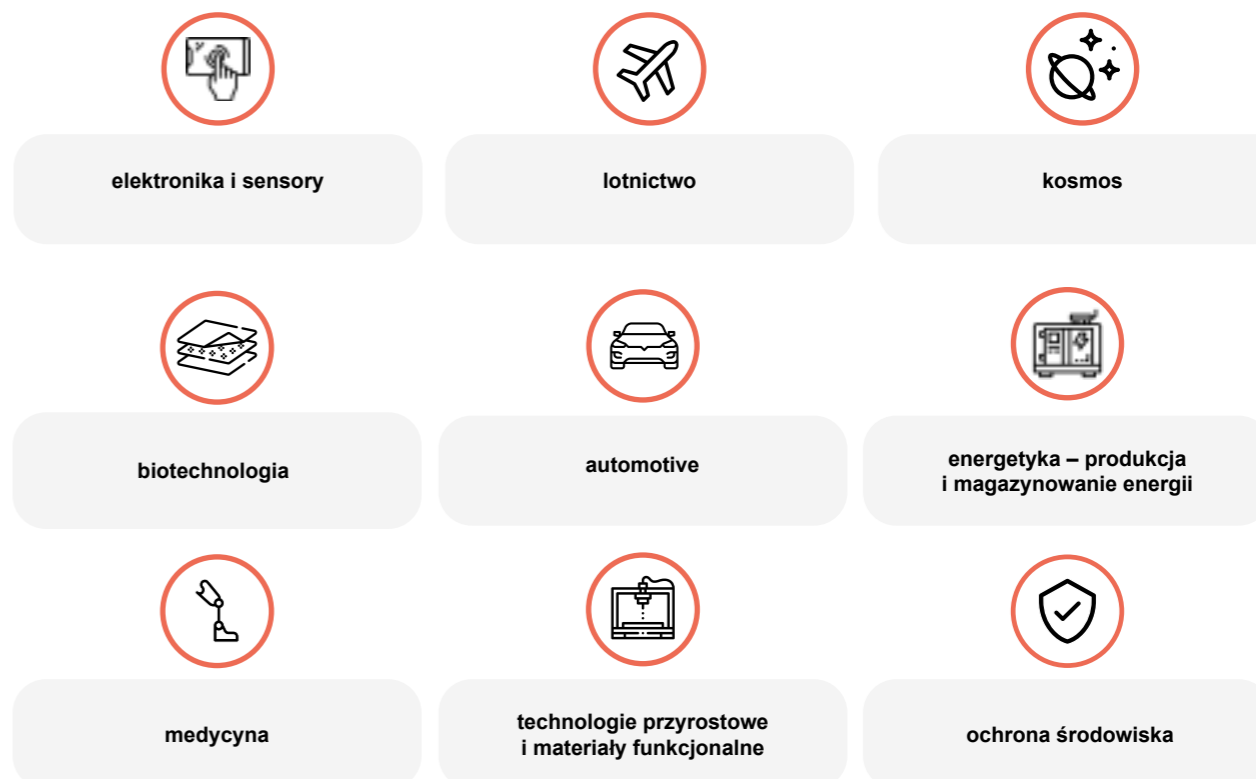 elektronika i sensory
lotnictwo
kosmos
biotechnologia
automotive
energetyka – produkcja
i magazynowanie energii
medycyna
technologie przyrostowe
i materiały funkcjonalne
ochrona środowiska